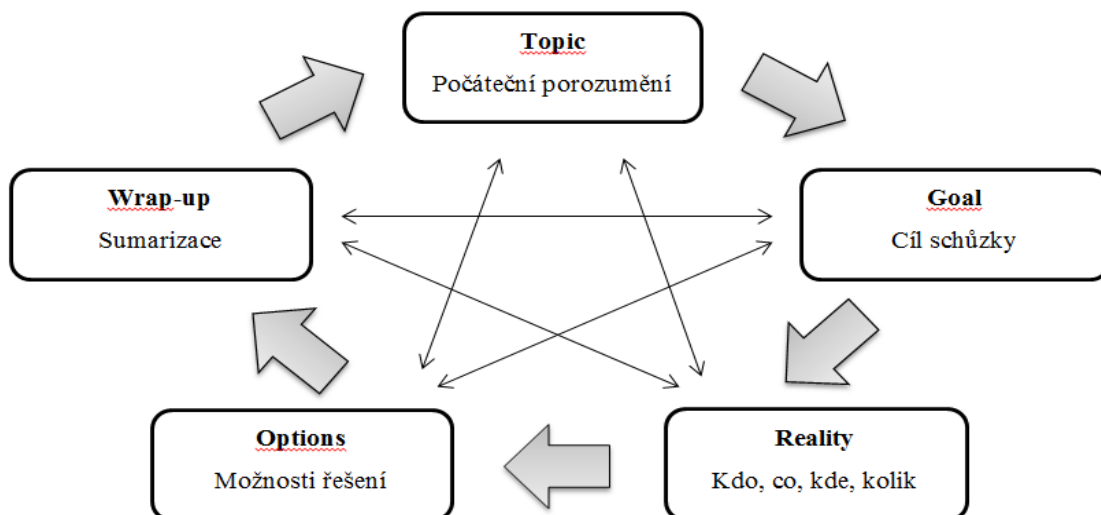 Topic
Počáteční porozumění
Goal
Cíl schůzky
Reality
Kdo, co, kde, kolik
Options
Možnosti řešení
Wrap-up
Sumarizace